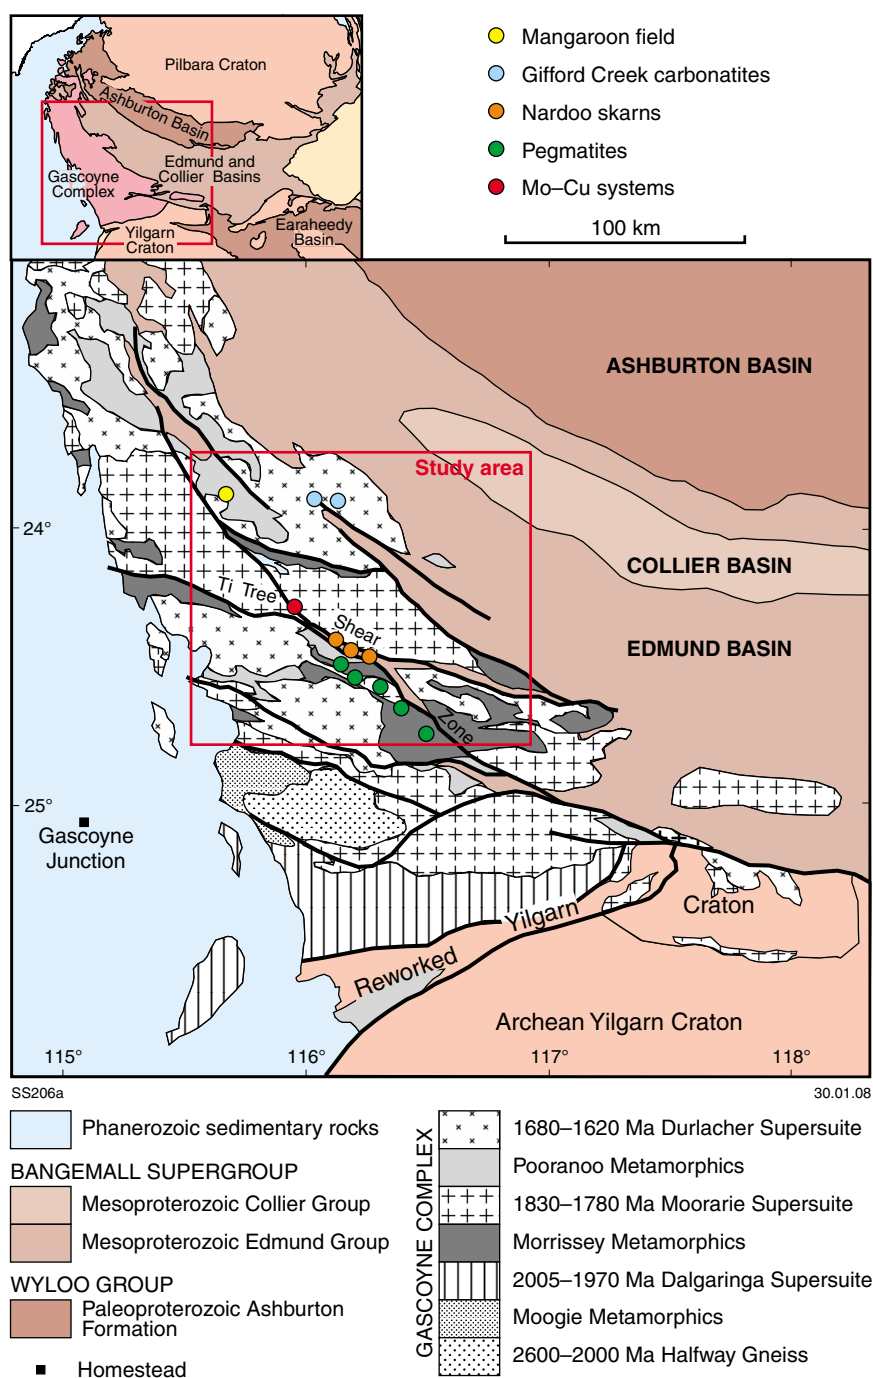 Pilbara Craton
Ashburton
Basin
Edmund and
Collier Basins
Gascoyne
Complex
Yilgarn
Craton
Earaheedy
Basin
Mangaroon field
Gifford Creek carbonatites
Nardoo skarns
Pegmatites
Mo–Cu systems
100 km
ASHBURTON BASIN
Study area
24°
COLLIER BASIN
Ti Tree
Shear
Zone
EDMUND BASIN
25°
Gascoyne
Junction
Yilgarn
Craton
Reworked
Archean Yilgarn Craton
115°
116°
117°
118°
SS206a
30.01.08
Phanerozoic sedimentary rocks
BANGEMALL SUPERGROUP
Mesoproterozoic Collier Group
Mesoproterozoic Edmund Group
WYLOO GROUP
Paleoproterozoic Ashburton
Formation
Homestead
GASCOYNE COMPLEX
1680–1620 Ma Durlacher Supersuite
Pooranoo Metamorphics
1830–1780 Ma Moorarie Supersuite
Morrissey Metamorphics
2005–1970 Ma Dalgaringa Supersuite
Moogie Metamorphics
2600–2000 Ma Halfway Gneiss